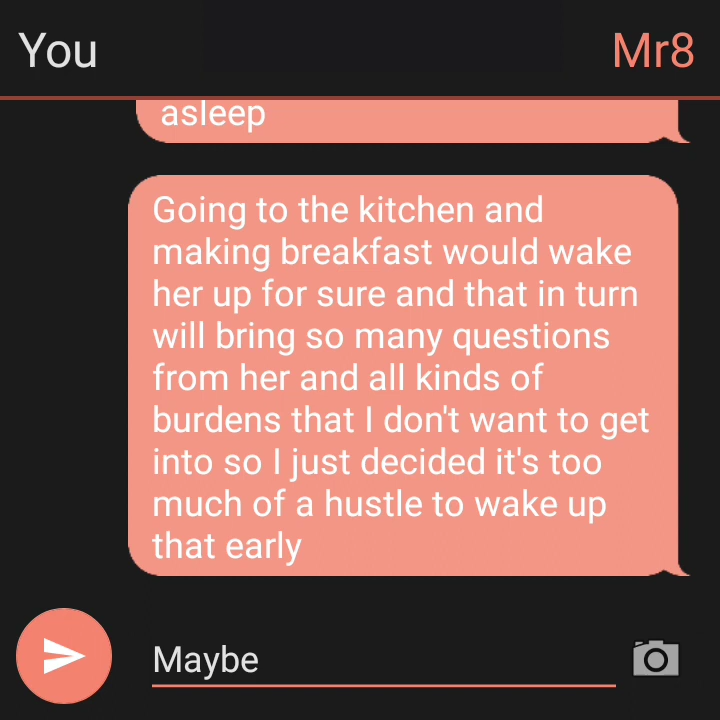 You
Mr8
asleep
Going to the kitchen and
making breakfast would wake
her up for sure and that in turn
will bring so many questions
from her and all kinds of
burdens that I don't want to get
into so I just decided it's too
much of a hustle to wake up
that early
Maybe